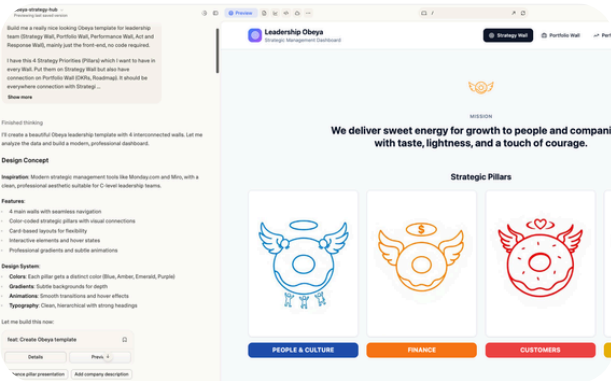 obeya-strategy-hub
Previewing last saved version
Preview
/
Build me a really nice looking Obeya template for leadership
team (Strategy Wall, Portfolio Wall, Performance Wall, Act and
Response Wall), mainly just the front-end, no code required.
I have this 4 Strategy Priorities (Pillars) which I want to have in
every Wall. Put them on Strategy Wall but also have
connection on Portfolio Wall (OKRs, Roadmap). It should be
everywhere connection with Strategi ...
Show more
Finished thinking
I'll create a beautiful Obeya leadership template with 4 interconnected walls. Let me
analyze the data and build a modern, professional dashboard.
Design Concept
Inspiration: Modern strategic management tools like Monday.com and Miro, with a
clean, professional aesthetic suitable for C-level leadership teams.
Features:
4 main walls with seamless navigation
Color-coded strategic pillars with visual connections
Card-based layouts for flexibility
Interactive elements and hover states
Professional gradients and subtle animations
Design System:
Colors: Each pillar gets a distinct color (Blue, Amber, Emerald, Purple)
Gradients: Subtle backgrounds for depth
Animations: Smooth transitions and hover effects
Typography: Clean, hierarchical with strong headings
Let me build this now:
feat: Create Obeya template
Details
Previ
hance pillar presentation
Add company description
Leadership Obeya
Strategic Management Dashboard
Strategy Wall
Portfolio Wall
Perf
MISSION
We deliver sweet energy for growth to people and compani
with taste, lightness, and a touch of courage.
Strategic Pillars
$
PEOPLE & CULTURE
FINANCE
CUSTOMERS